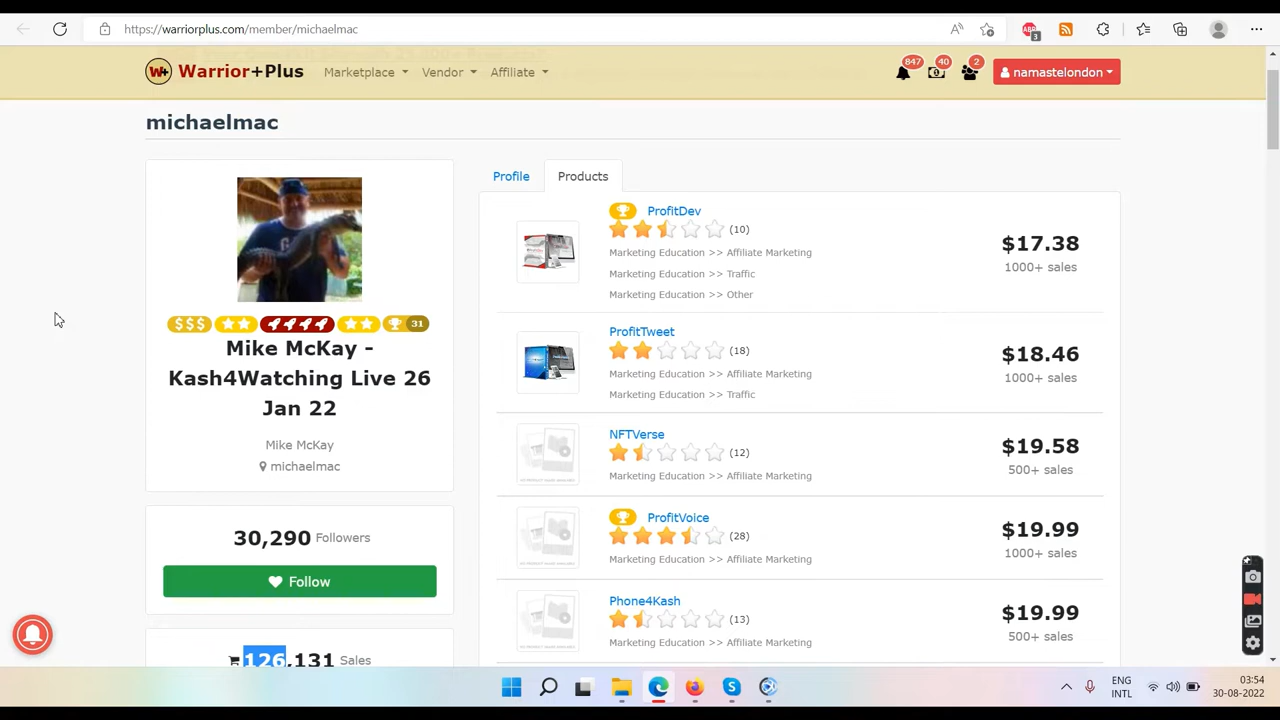 https://warriorplus.com/member/michaelmac
3
W+ Warrior+Plus Marketplace Vendor Affiliate 847 40 2 namastelondon
michaelmac
Profile Products
$$$ 31
Mike McKay -
Kash4Watching Live 26
Jan 22
Mike McKay
michaelmac
30,290 Followers
Follow
126,131 Sales
ProfitDev
(10)
Marketing Education >> Affiliate Marketing
Marketing Education >> Traffic
Marketing Education >> Other
$17.38
1000+ sales
ProfitTweet
(18)
Marketing Education >> Affiliate Marketing
Marketing Education >> Traffic
$18.46
1000+ sales
NFTVerse
(12)
Marketing Education >> Affiliate Marketing
$19.58
500+ sales
ProfitVoice
(28)
Marketing Education >> Affiliate Marketing
$19.99
1000+ sales
Phone4Kash
(13)
Marketing Education >> Affiliate Marketing
$19.99
500+ sales
ENG
INTL
03:54
30-08-2022